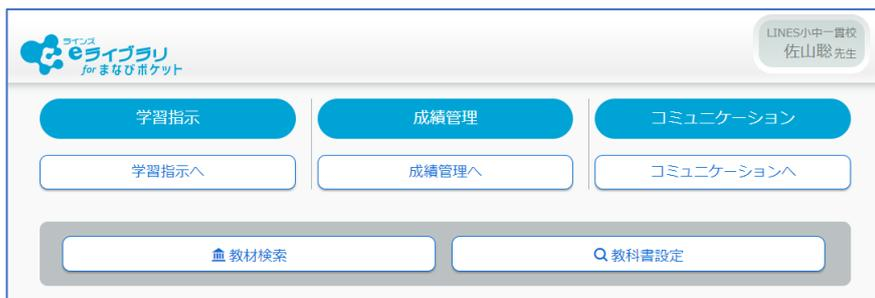 ラインズ
eライブラリ
for まなびポケット
LINES小中一貫校
佐山聡先生
学習指示
成績管理
コミュニケーション
学習指示へ
成績管理へ
コミュニケーションへ
教材検索
教科書設定